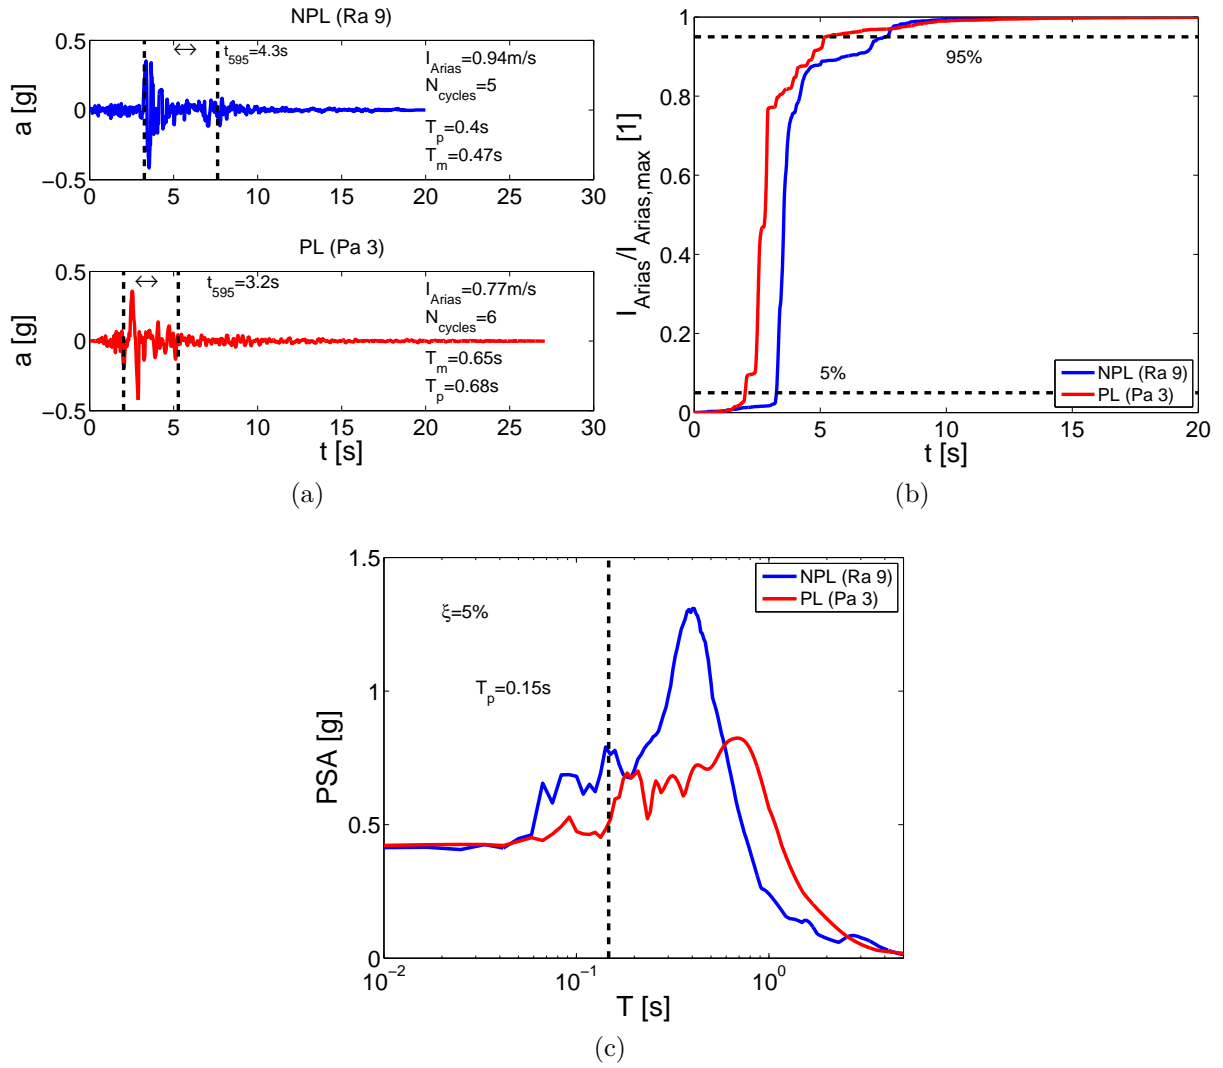 NPL (Ra 9)
a [g]
0.5
0
−0.5
t595=4.3s
IArias=0.94m/s
Ncycles=5
Tp=0.4s
Tm=0.47s
0 5 10 15 20 25 30
PL (Pa 3)
a [g]
0.5
0
−0.5
t595=3.2s
IArias=0.77m/s
Ncycles=6
Tm=0.65s
Tp=0.68s
0 5 10 15 20 25 30
t [s]
(a)
IArias/IArias,max [1]
1
0.8
0.6
0.4
0.2
0
95%
5%
NPL (Ra 9)
PL (Pa 3)
0 5 10 15 20
t [s]
(b)
PSA [g]
1.5
1
0.5
0
ξ=5%
Tp=0.15s
NPL (Ra 9)
PL (Pa 3)
10−2 10−1 100
T [s]
(c)